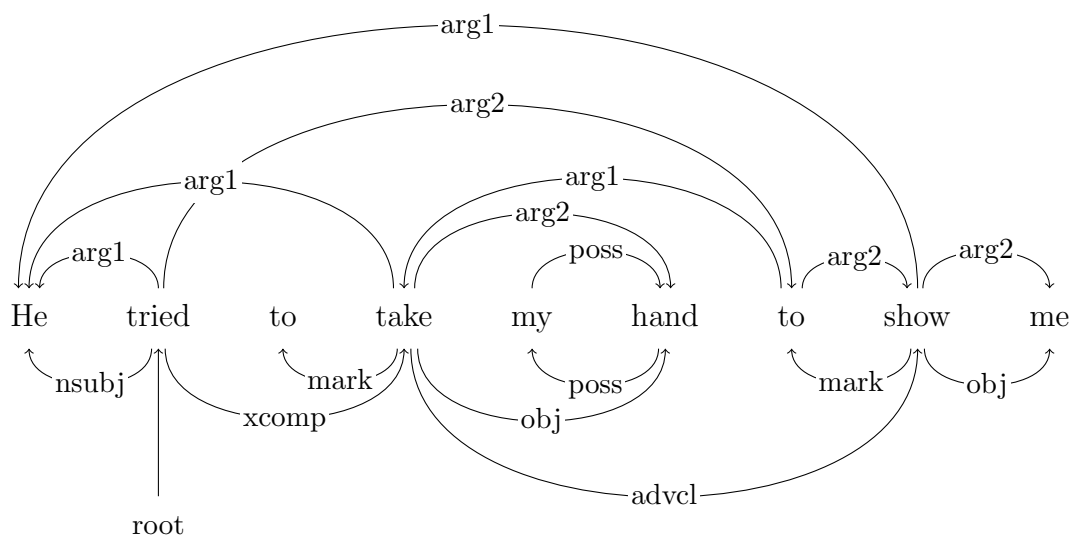 arg1
arg2
arg1 arg1
arg2
arg1 poss arg2 arg2
He tried to take my hand to show me
nsubj mark poss mark obj
xcomp obj
advcl
root